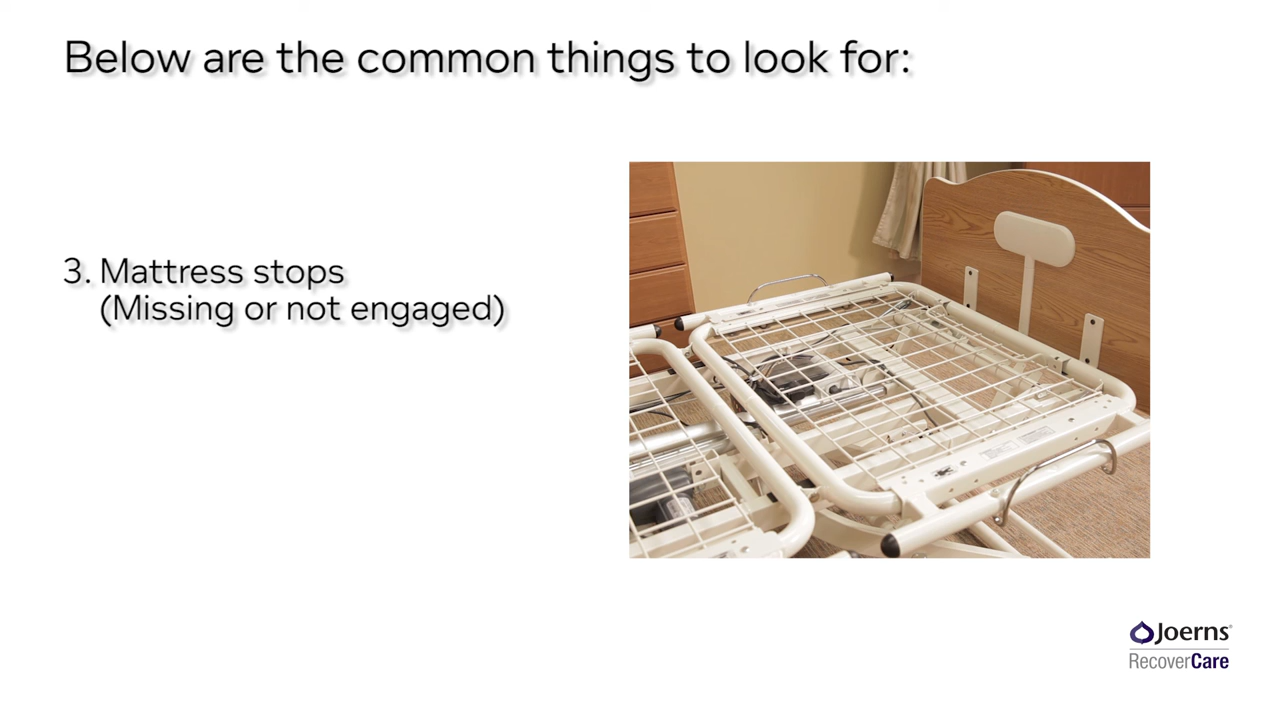 Below are the common things to look for:
3. Mattress stops
(Missing or not engaged)
Joerns®
RecoverCare